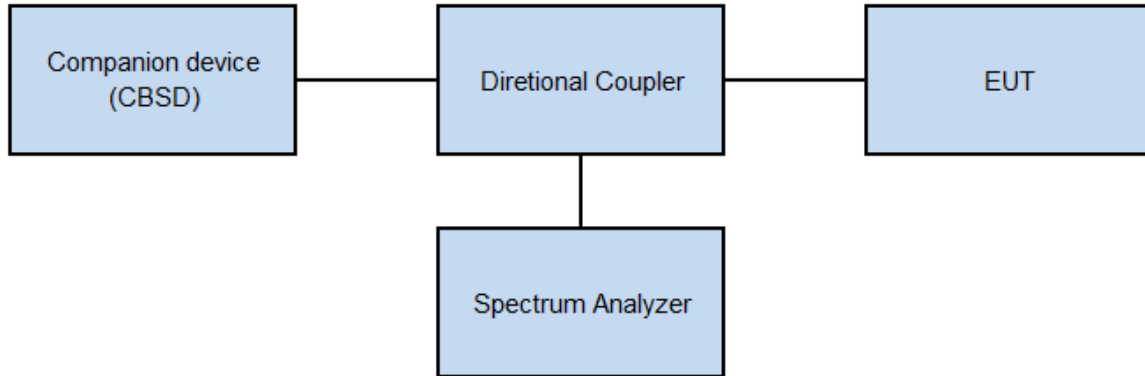 Companion device
(CBSD)
Diretional Coupler
EUT
Spectrum Analyzer